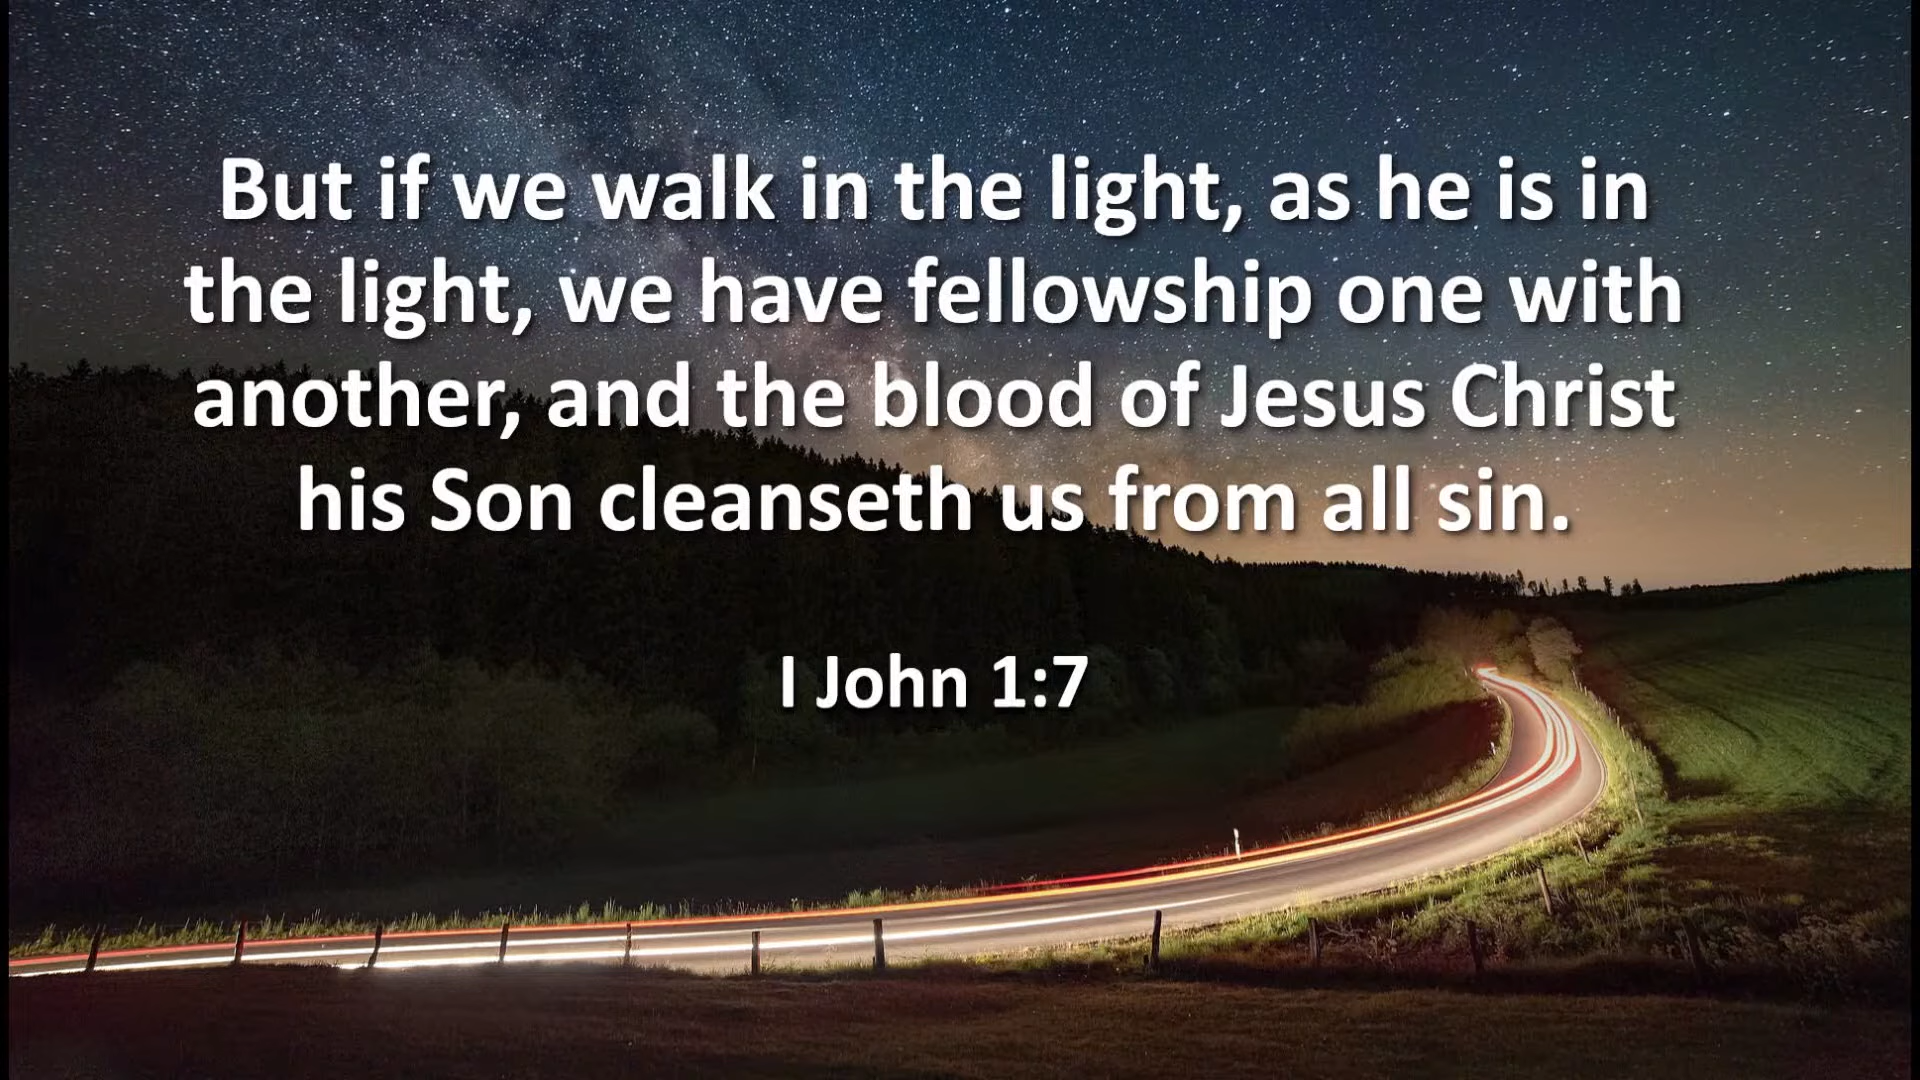 But if we walk in the light, as he is in
the light, we have fellowship one with
another, and the blood of Jesus Christ
his Son cleanseth us from all sin.
I John 1:7